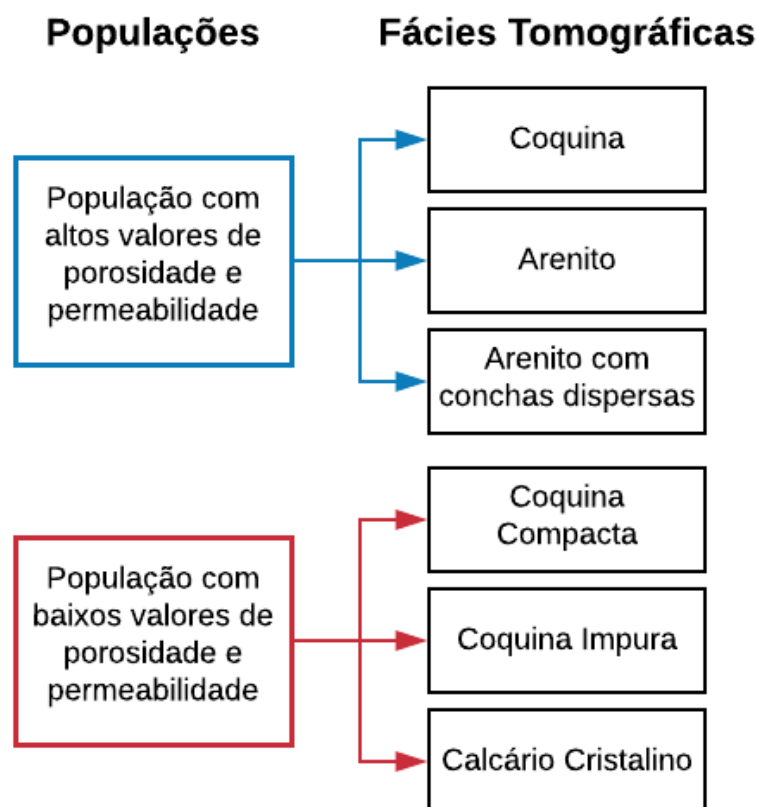 Populações
Fácies Tomográficas
População com
altos valores de
porosidade e
permeabilidade
Coquina
Arenito
Arenito com
conchas dispersas
População com
baixos valores de
porosidade e
permeabilidade
Coquina
Compacta
Coquina Impura
Calcário Cristalino